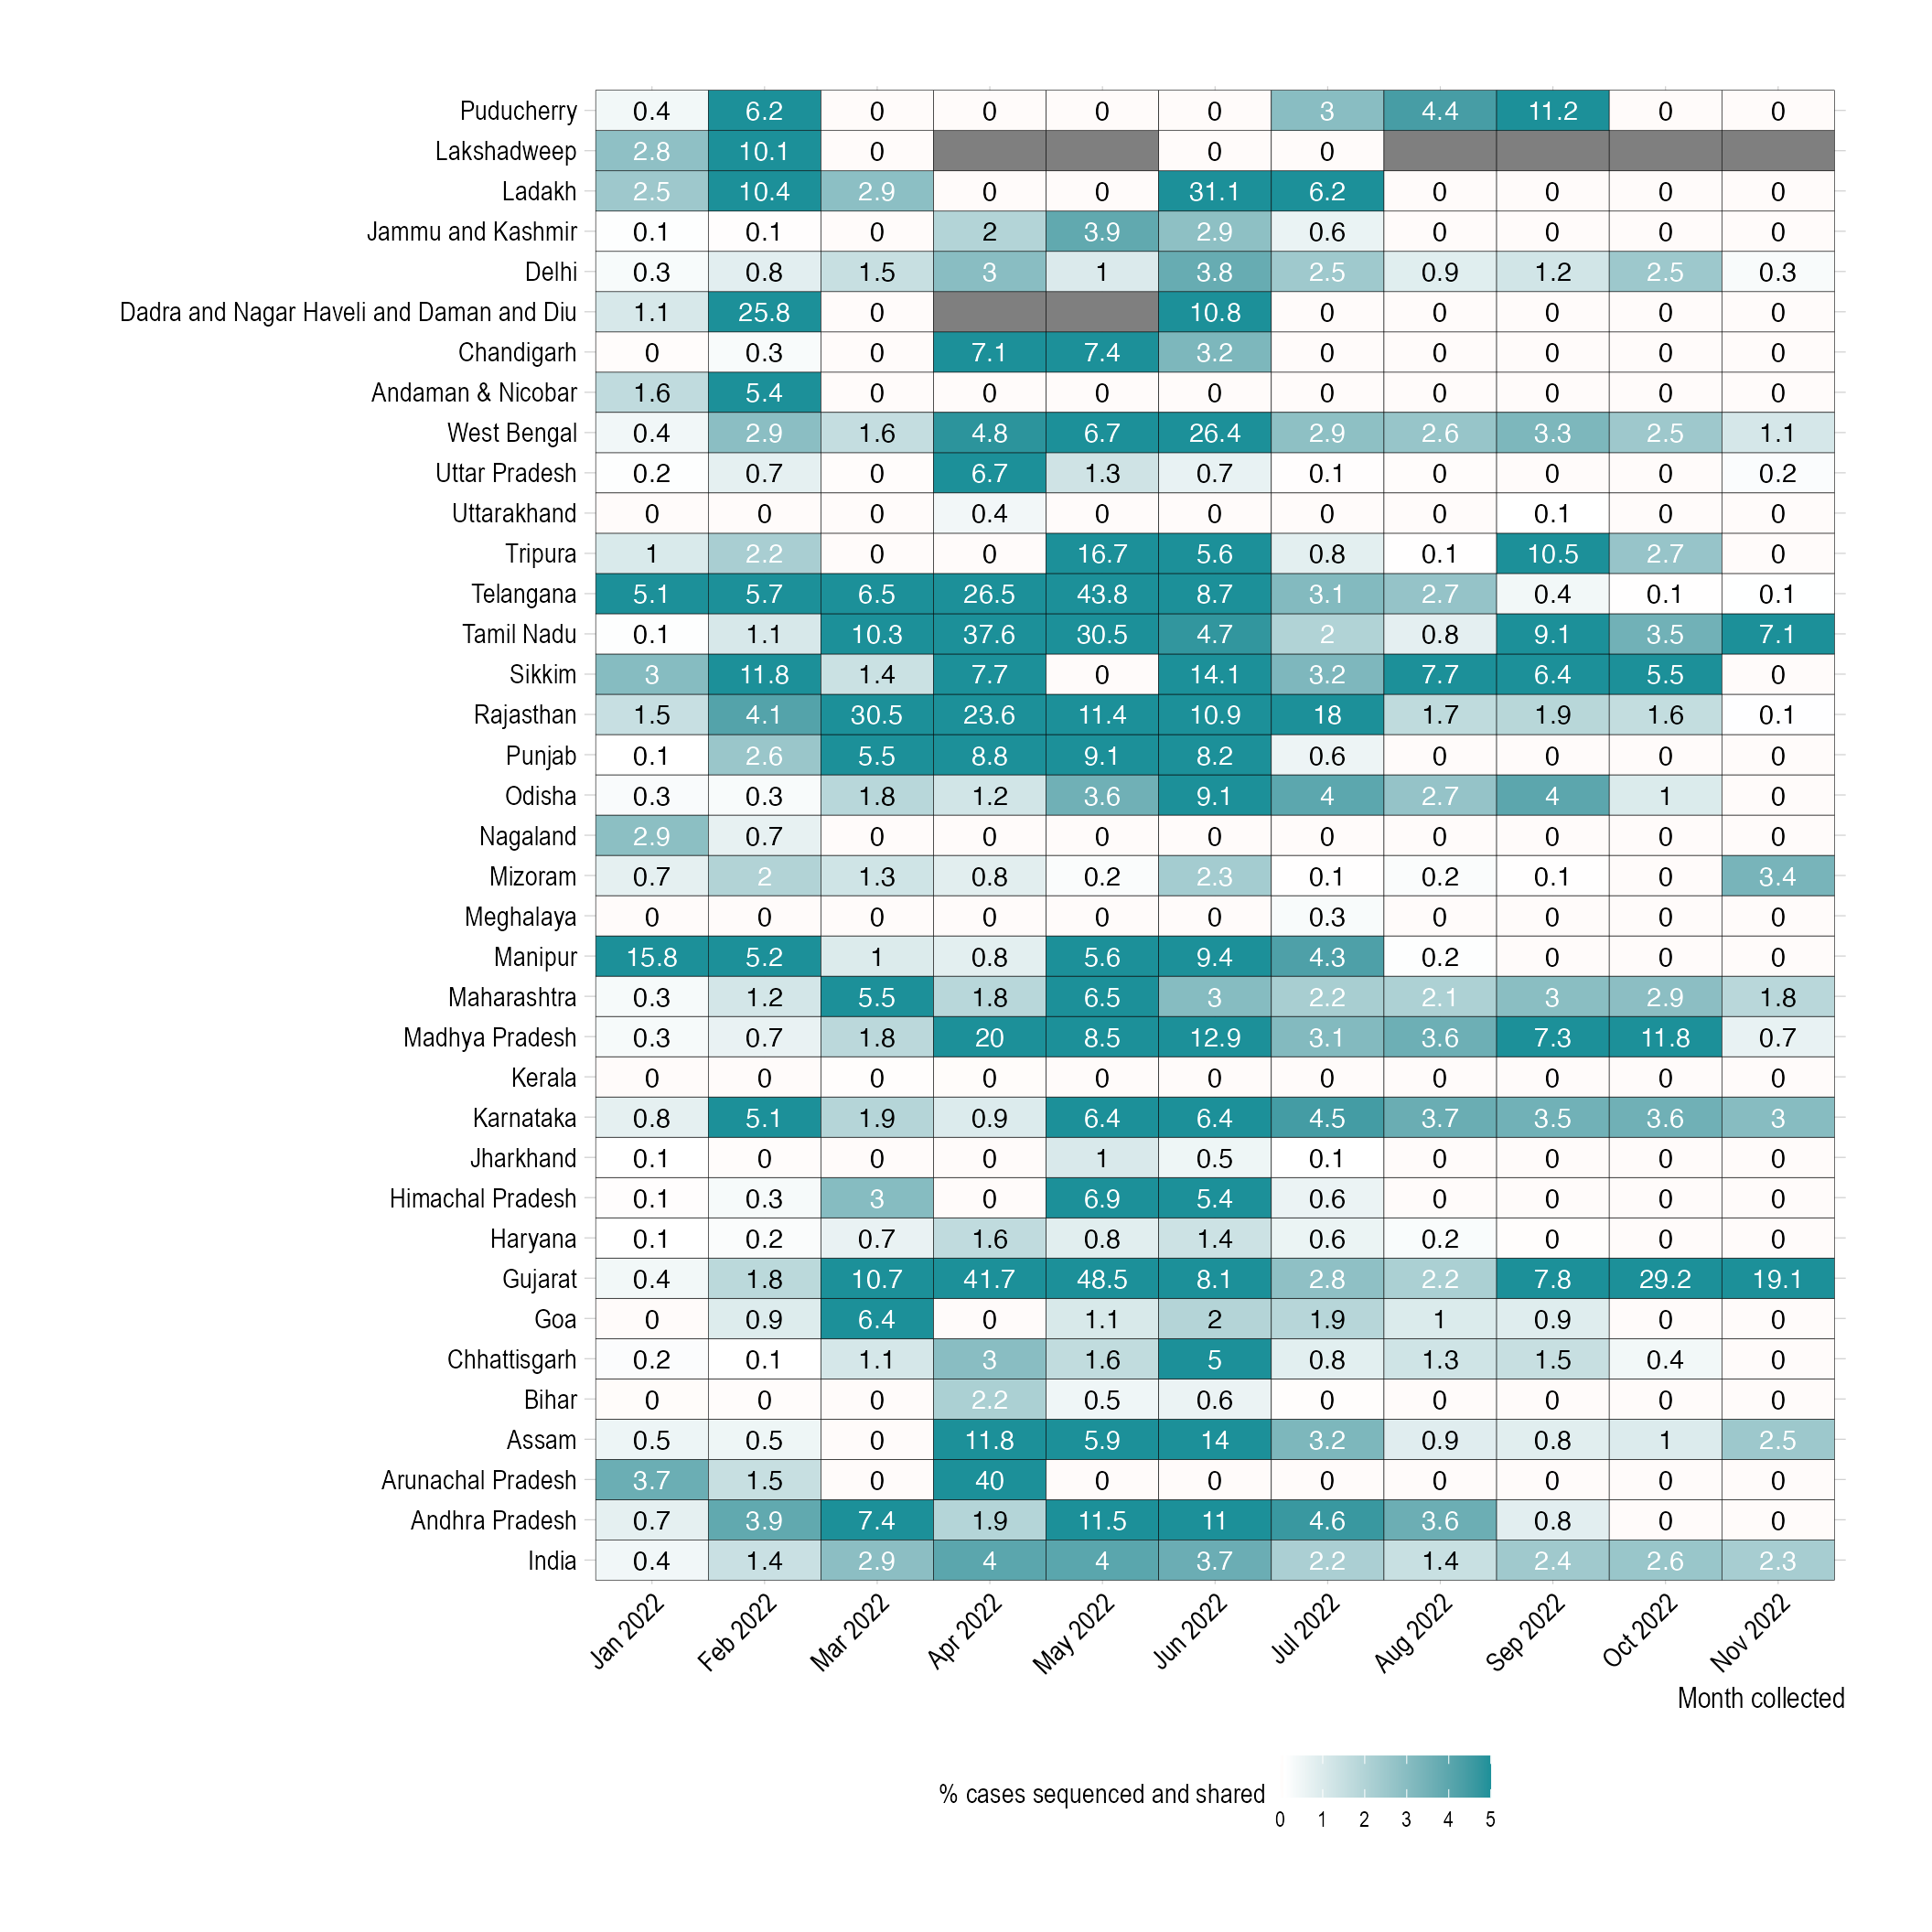 Puducherry 0.4 6.2 0 0 0 0 3 4.4 11.2 0 0
Lakshadweep 2.8 10.1 0 0 0
Ladakh 2.5 10.4 2.9 0 0 31.1 6.2 0 0 0 0
Jammu and Kashmir 0.1 0.1 0 2 3.9 2.9 0.6 0 0 0 0
Delhi 0.3 0.8 1.5 3 1 3.8 2.5 0.9 1.2 2.5 0.3
Dadra and Nagar Haveli and Daman and Diu 1.1 25.8 0 10.8 0 0 0 0 0
Chandigarh 0 0.3 0 7.1 7.4 3.2 0 0 0 0 0
Andaman & Nicobar 1.6 5.4 0 0 0 0 0 0 0 0 0
West Bengal 0.4 2.9 1.6 4.8 6.7 26.4 2.9 2.6 3.3 2.5 1.1
Uttar Pradesh 0.2 0.7 0 6.7 1.3 0.7 0.1 0 0 0 0.2
Uttarakhand 0 0 0 0.4 0 0 0 0 0.1 0 0
Tripura 1 2.2 0 0 16.7 5.6 0.8 0.1 10.5 2.7 0
Telangana 5.1 5.7 6.5 26.5 43.8 8.7 3.1 2.7 0.4 0.1 0.1
Tamil Nadu 0.1 1.1 10.3 37.6 30.5 4.7 2 0.8 9.1 3.5 7.1
Sikkim 3 11.8 1.4 7.7 0 14.1 3.2 7.7 6.4 5.5 0
Rajasthan 1.5 4.1 30.5 23.6 11.4 10.9 18 1.7 1.9 1.6 0.1
Punjab 0.1 2.6 5.5 8.8 9.1 8.2 0.6 0 0 0 0
Odisha 0.3 0.3 1.8 1.2 3.6 9.1 4 2.7 4 1 0
Nagaland 2.9 0.7 0 0 0 0 0 0 0 0 0
Mizoram 0.7 2 1.3 0.8 0.2 2.3 0.1 0.2 0.1 0 3.4
Meghalaya 0 0 0 0 0 0 0.3 0 0 0 0
Manipur 15.8 5.2 1 0.8 5.6 9.4 4.3 0.2 0 0 0
Maharashtra 0.3 1.2 5.5 1.8 6.5 3 2.2 2.1 3 2.9 1.8
Madhya Pradesh 0.3 0.7 1.8 20 8.5 12.9 3.1 3.6 7.3 11.8 0.7
Kerala 0 0 0 0 0 0 0 0 0 0 0
Karnataka 0.8 5.1 1.9 0.9 6.4 6.4 4.5 3.7 3.5 3.6 3
Jharkhand 0.1 0 0 0 1 0.5 0.1 0 0 0 0
Himachal Pradesh 0.1 0.3 3 0 6.9 5.4 0.6 0 0 0 0
Haryana 0.1 0.2 0.7 1.6 0.8 1.4 0.6 0.2 0 0 0
Gujarat 0.4 1.8 10.7 41.7 48.5 8.1 2.8 2.2 7.8 29.2 19.1
Goa 0 0.9 6.4 0 1.1 2 1.9 1 0.9 0 0
Chhattisgarh 0.2 0.1 1.1 3 1.6 5 0.8 1.3 1.5 0.4 0
Bihar 0 0 0 2.2 0.5 0.6 0 0 0 0 0
Assam 0.5 0.5 0 11.8 5.9 14 3.2 0.9 0.8 1 2.5
Arunachal Pradesh 3.7 1.5 0 40 0 0 0 0 0 0 0
Andhra Pradesh 0.7 3.9 7.4 1.9 11.5 11 4.6 3.6 0.8 0 0
India 0.4 1.4 2.9 4 4 3.7 2.2 1.4 2.4 2.6 2.3
Jan 2022 Feb 2022 Mar 2022 Apr 2022 May 2022 Jun 2022 Jul 2022 Aug 2022 Sep 2022 Oct 2022 Nov 2022
Month collected
% cases sequenced and shared
0 1 2 3 4 5